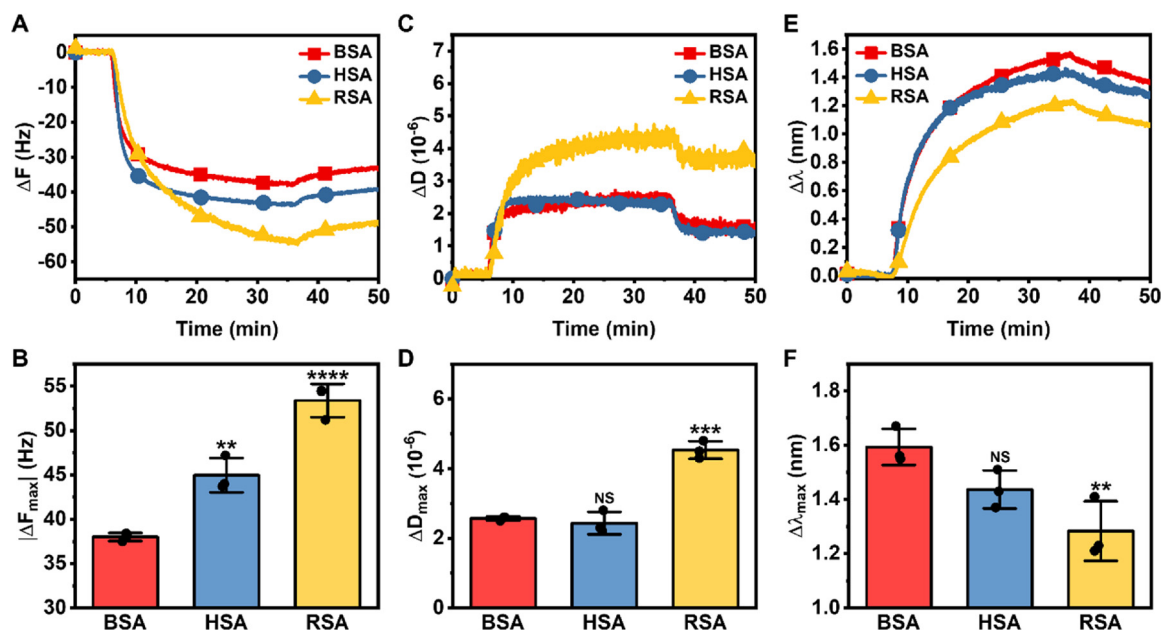 A
0
-10
-20
-30
-40
-50
-60
ΔF (Hz)
BSA
HSA
RSA
0 10 20 30 40 50
Time (min)
C
7
6
5
4
3
2
1
0
ΔD (10-6)
BSA
HSA
RSA
0 10 20 30 40 50
Time (min)
E
1.6
1.4
1.2
1.0
0.8
0.6
0.4
0.2
0.0
Δλ (nm)
BSA
HSA
RSA
0 10 20 30 40 50
Time (min)
B
55
50
45
40
35
30
|ΔFmax| (Hz)
**
****
BSA HSA RSA
D
6
4
2
0
ΔDmax (10-6)
NS
***
BSA HSA RSA
F
1.8
1.6
1.4
1.2
1.0
Δλmax (nm)
NS
**
BSA HSA RSA